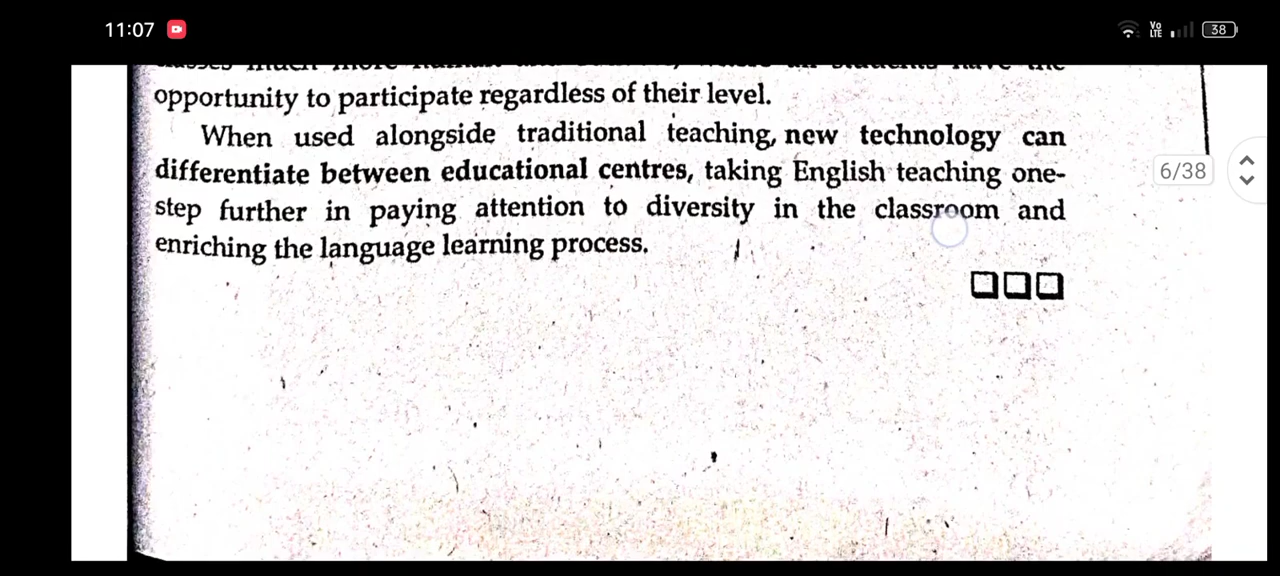 11:07
Vo
LTE
38
opportunity to participate regardless of their level.
When used alongside traditional teaching, new technology can
differentiate between educational centres, taking English teaching one-
step further in paying attention to diversity in the classroom and
enriching the language learning process.
6/38